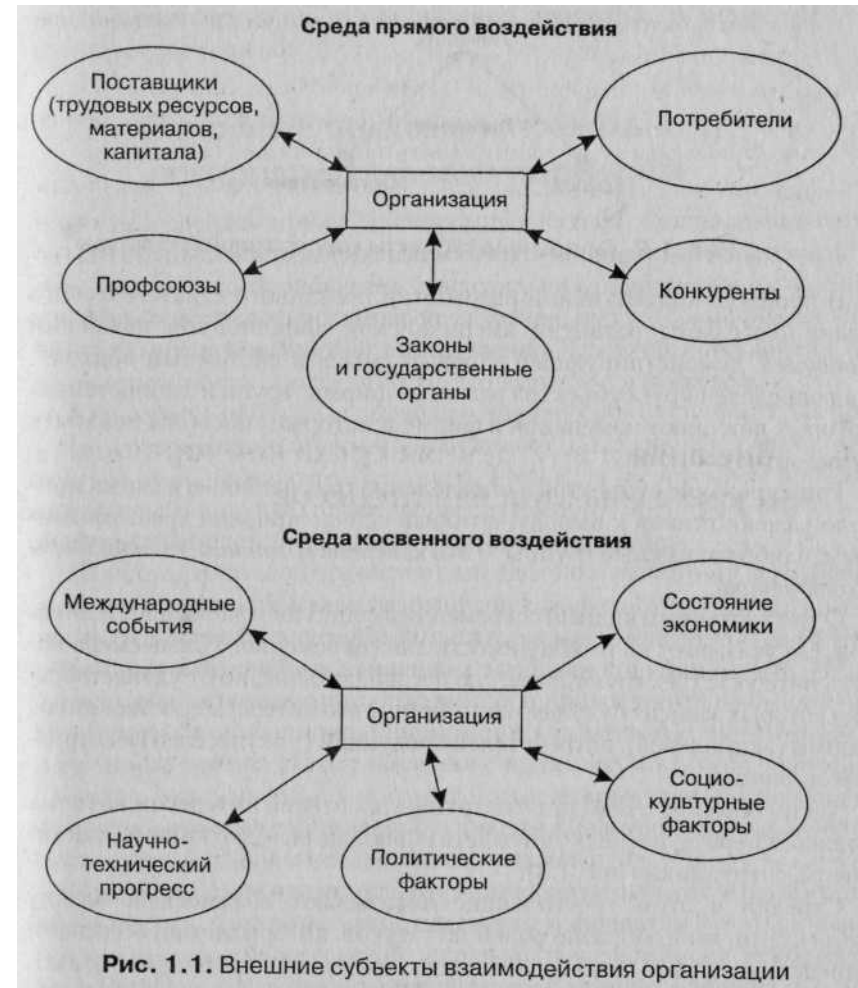 Среда прямого воздействия
Поставщики
(трудовых ресурсов,
материалов,
капитала)
Потребители
Организация
Профсоюзы
Конкуренты
Законы
и государственные
органы
Среда косвенного воздействия
Международные
события
Состояние
экономики
Организация
Социо-
культурные
факторы
Научно-
технический
прогресс
Политические
факторы
Рис. 1.1. Внешние субъекты взаимодействия организации